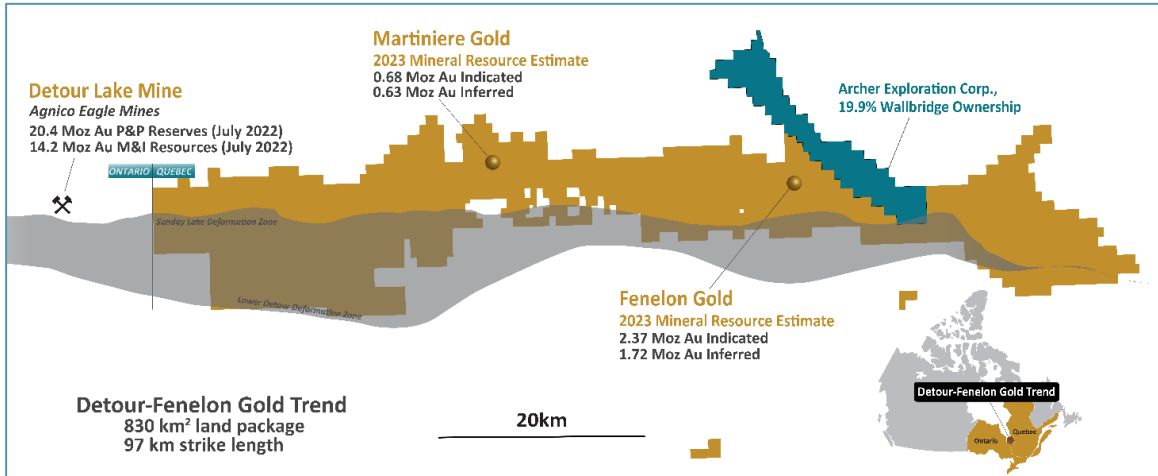 Martiniere Gold
2023 Mineral Resource Estimate
0.68 Moz Au Indicated
0.63 Moz Au Inferred
Detour Lake Mine
Agnico Eagle Mines
20.4 Moz Au P&P Reserves (July 2022)
14.2 Moz Au M&I Resources (July 2022)
Archer Exploration Corp.,
19.9% Wallbridge Ownership
ONTARIO QUEBEC
Sunday Lake Deformation Zone
Lower Detour Deformation Zone
Fenelon Gold
2023 Mineral Resource Estimate
2.37 Moz Au Indicated
1.72 Moz Au Inferred
Detour-Fenelon Gold Trend
830 km² land package
97 km strike length
20km
Detour-Fenelon Gold Trend
Quebec
Ontario